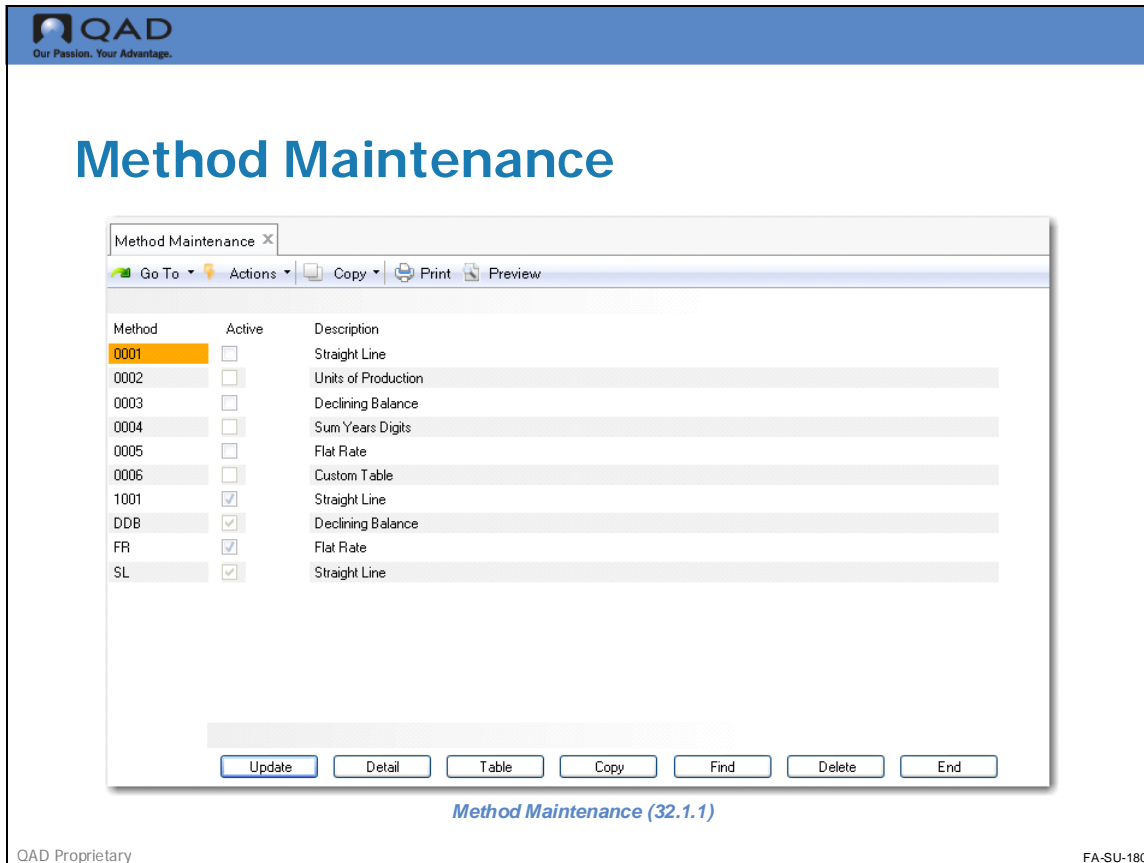 QAD
Our Passion. Your Advantage.
Method Maintenance
Method Maintenance X
Go To Actions Copy Print Preview
Method Active Description
0001 Straight Line
0002 Units of Production
0003 Declining Balance
0004 Sum Years Digits
0005 Flat Rate
0006 Custom Table
1001 Straight Line
DDB Declining Balance
FR Flat Rate
SL Straight Line
Update Detail Table Copy Find Delete End
Method Maintenance (32.1.1)
QAD Proprietary FA-SU-180